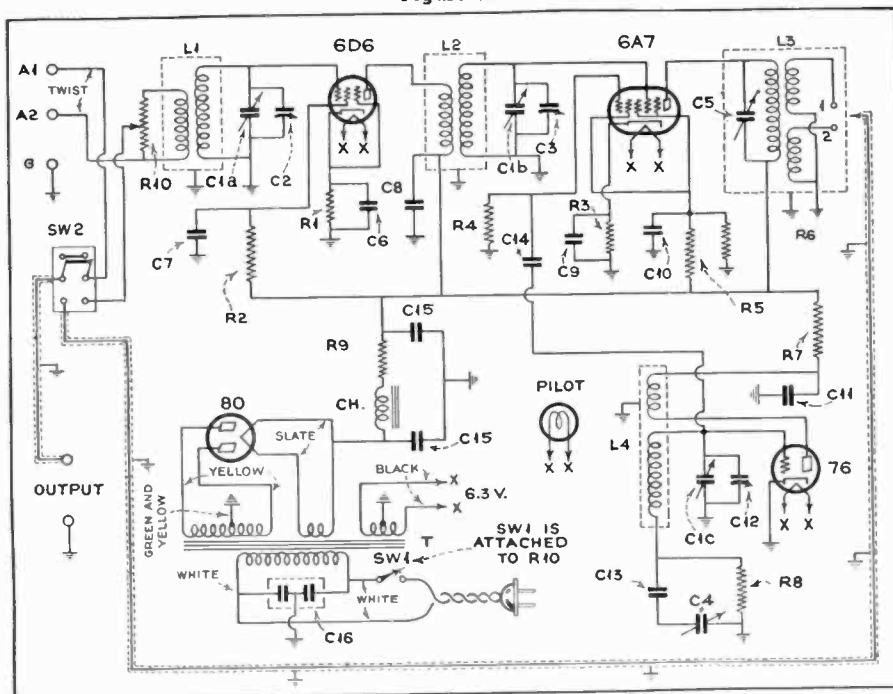 L1
6D6
L2
6A7
L3
A1
TWIST
A2
G
R10
C1a
C2
C5
1
2
C1b
C3
SW2
C7
R2
R1
C6
C8
R4
C14
R3
C9
C10
R5
R6
R7
R9
C15
CH.
C15
PILOT
X X
80
SLATE
YELLOW
BLACK
X
X
6.3 V.
OUTPUT
GREEN AND
YELLOW
T
SW1
SW1 IS
ATTACHED
TO R10
WHITE
WHITE
C16
L4
C11
76
X X
C1c
C12
C13
C4
R8
X X
X X